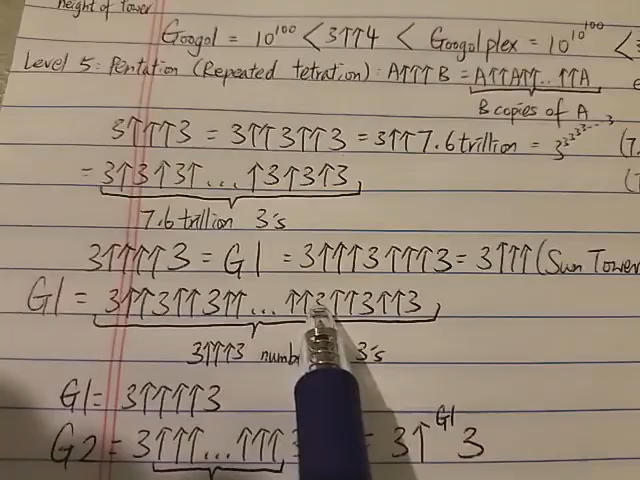 height of Tower
Googol = 10^100 < 3↑↑4 < Googolplex = 10^10^100 <
Level 5: Pentation (Repeated tetration): A↑↑↑B = A↑↑A↑↑..↑↑A
B copies of A
3↑↑↑3 = 3↑↑3↑↑3 = 3↑↑7.6trillion = 3^3^3^3^3...3 (7.
= 3↑3↑3↑...↑3↑3↑3
7.6 trillion 3's
3↑↑↑↑3 = G1 = 3↑↑↑3↑↑↑3 = 3↑↑↑(Sun Tower
G1 = 3↑↑3↑↑3↑↑...↑↑3↑↑3↑↑3
3↑↑↑3 3's
G1 = 3↑↑↑↑3
G2 = 3↑↑↑...↑↑↑ = 3↑^G1 3